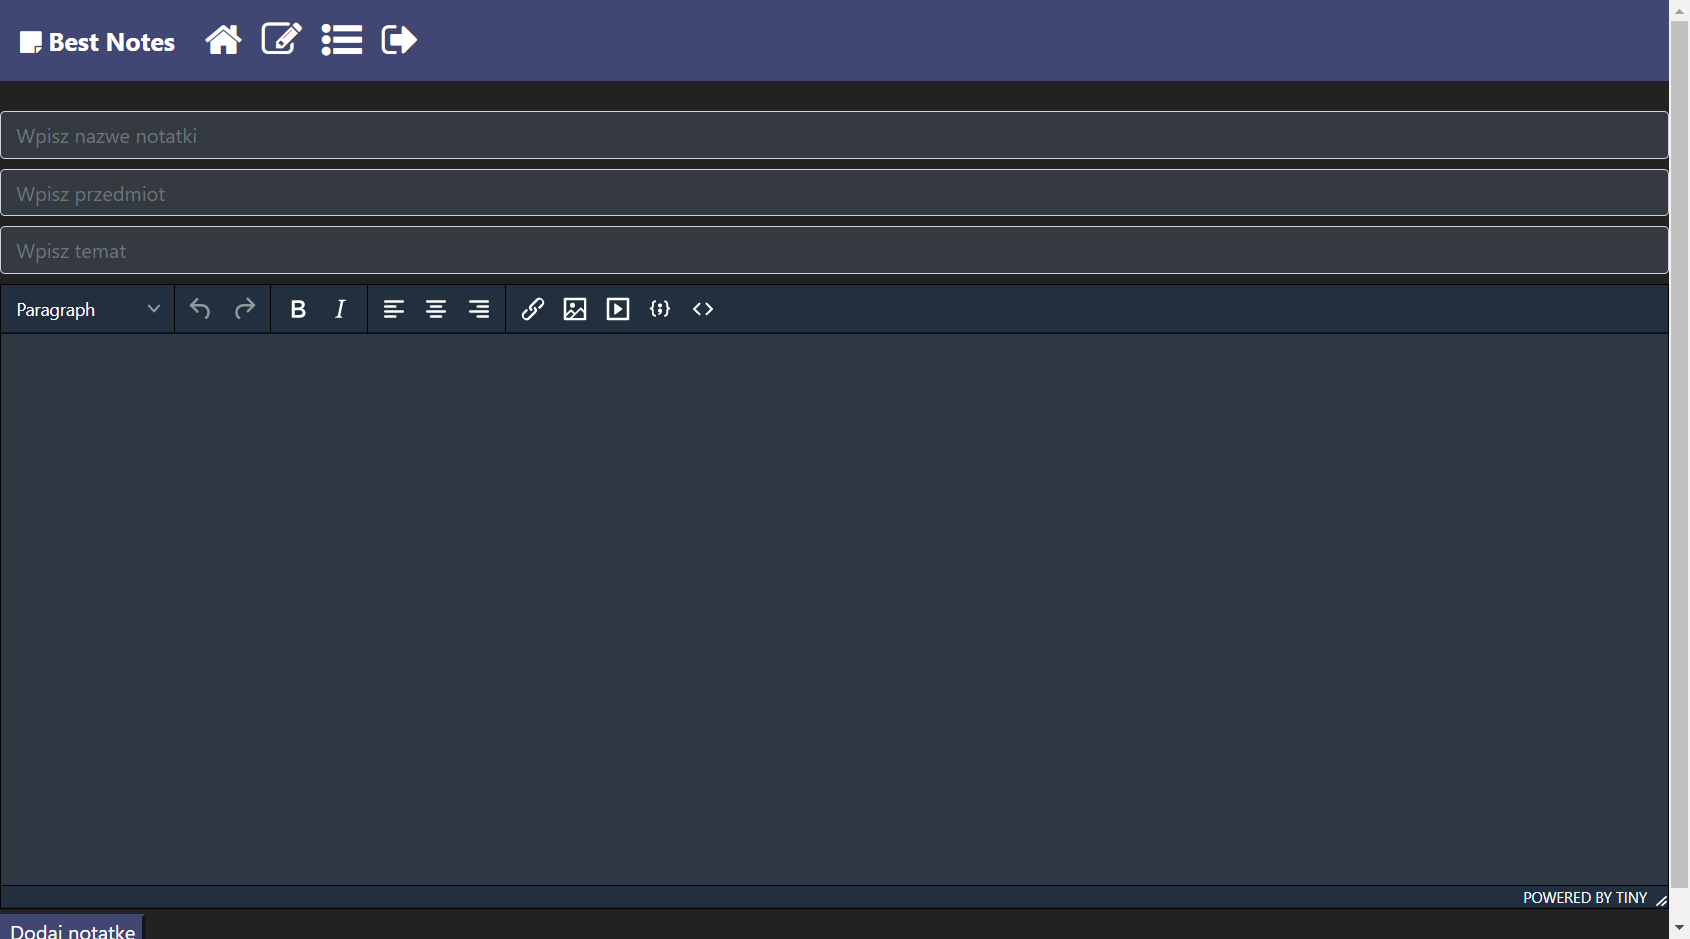 Best Notes
Wpisz nazwe notatki
Wpisz przedmiot
Wpisz temat
Paragraph
POWERED BY TINY
Dodaj notatke